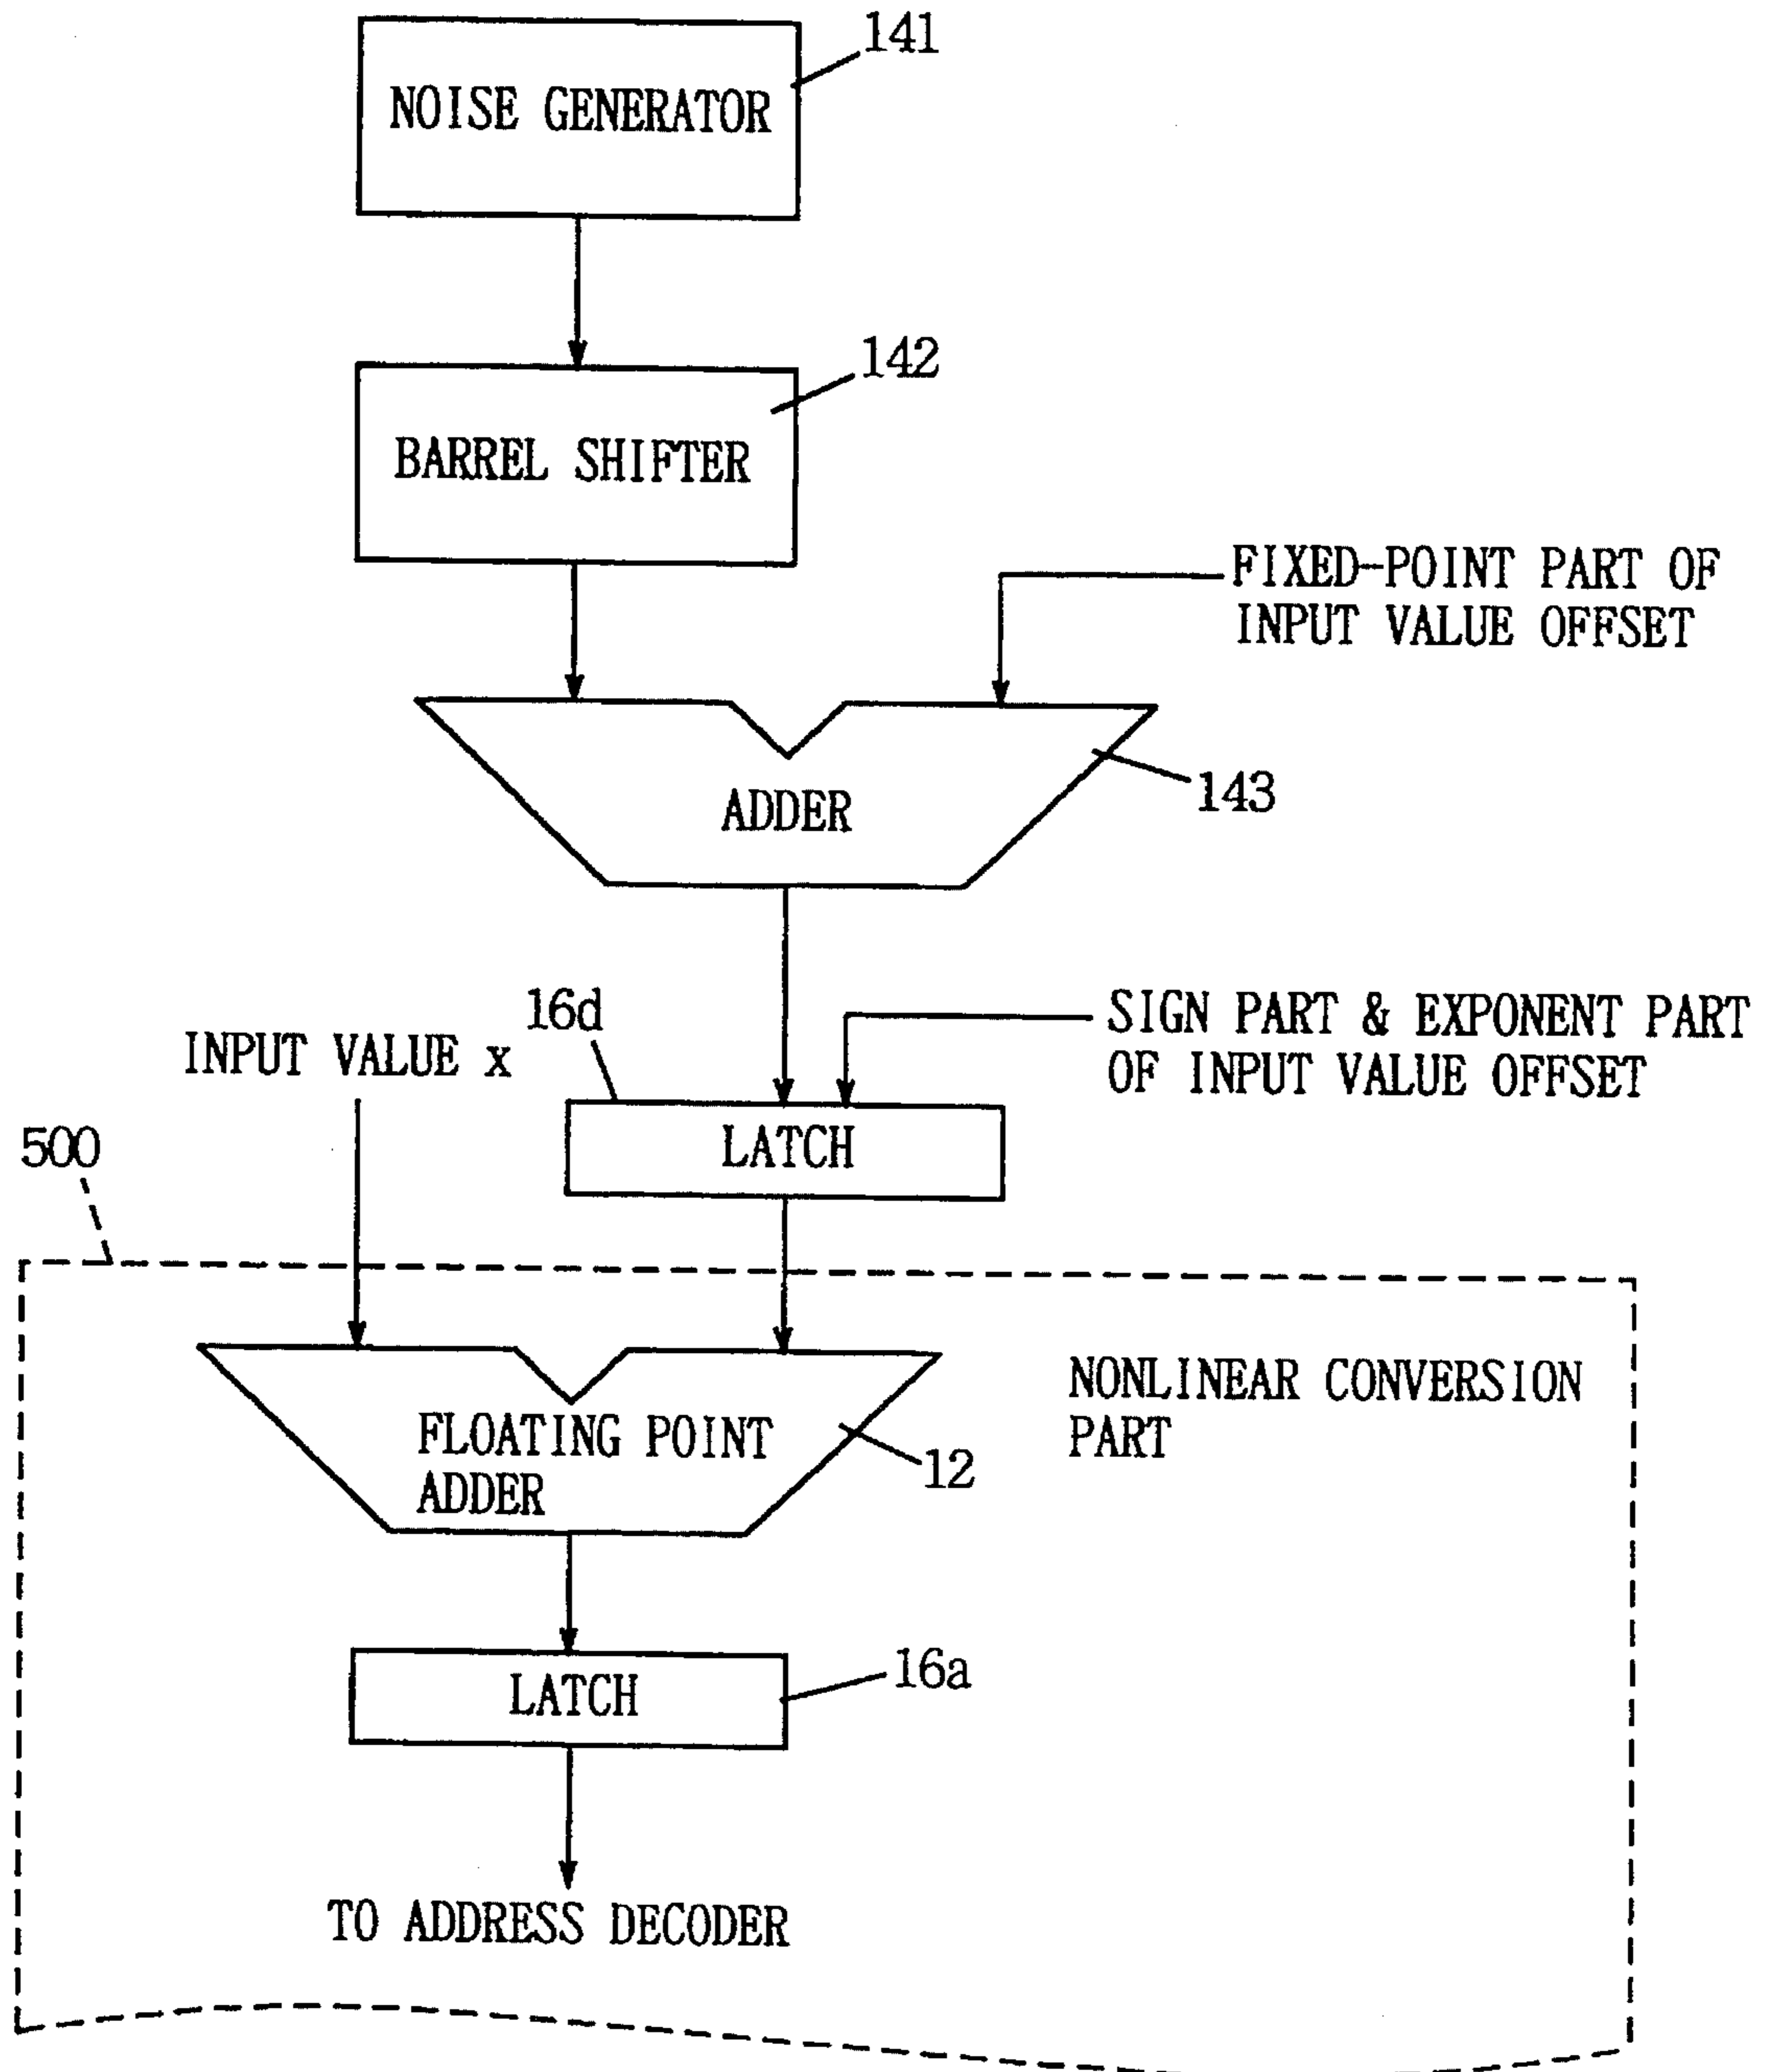 141
NOISE GENERATOR
142
BARREL SHIFTER
FIXED-POINT PART OF
INPUT VALUE OFFSET
143
ADDER
16d
SIGN PART & EXPONENT PART
OF INPUT VALUE OFFSET
INPUT VALUE x
500
LATCH
NONLINEAR CONVERSION
PART
FLOATING POINT
ADDER
12
16a
LATCH
TO ADDRESS DECODER